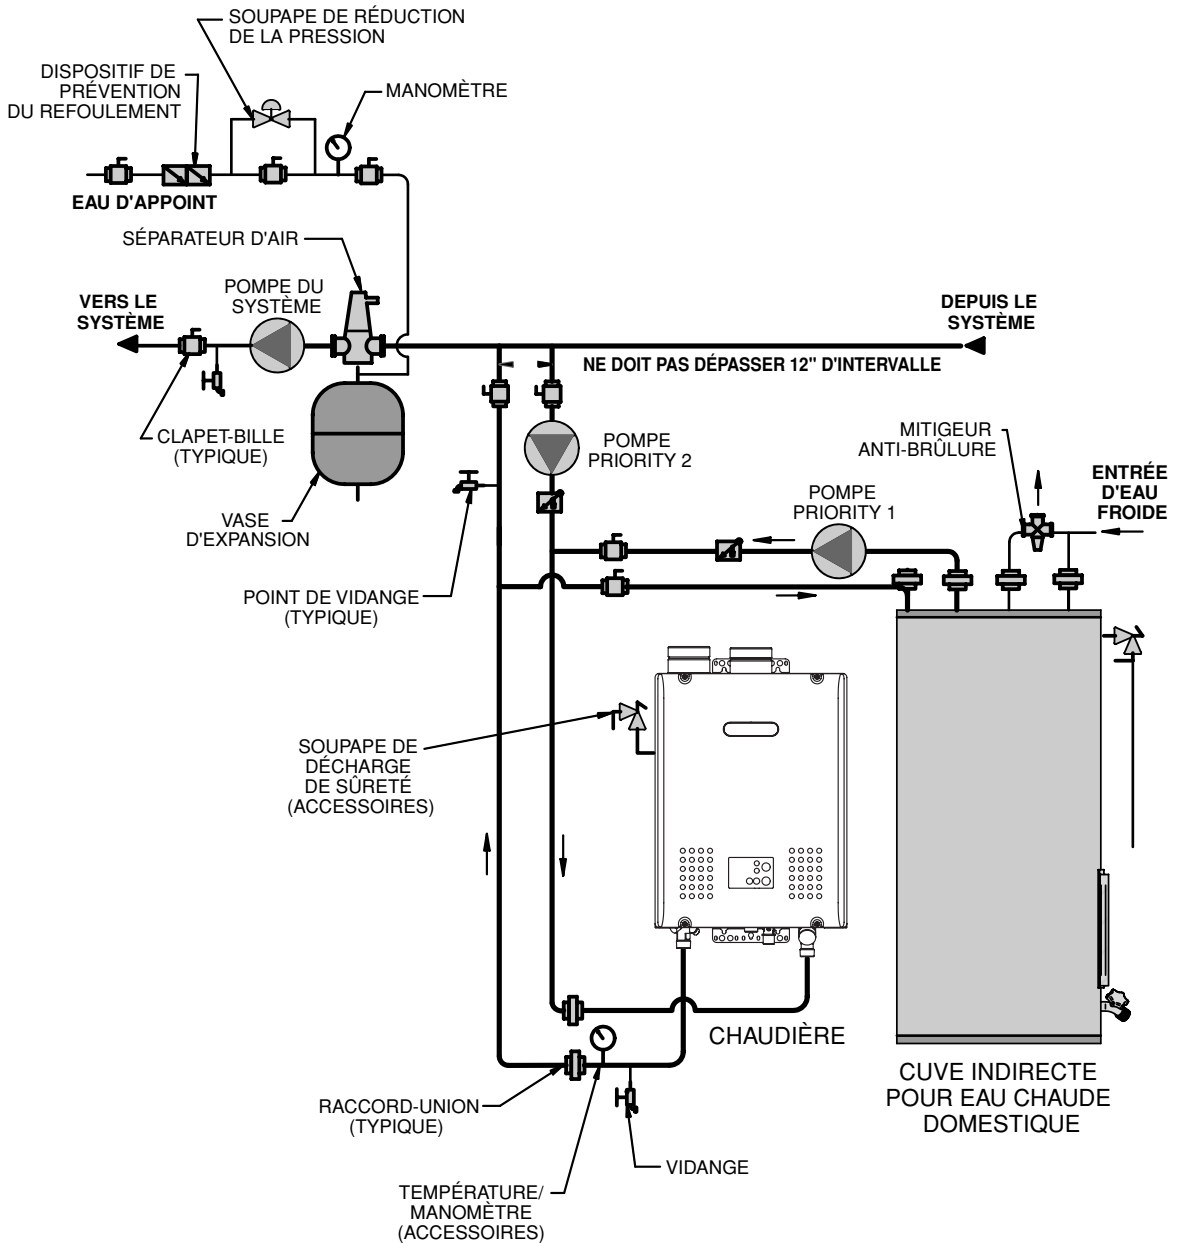 SOUPAPE DE RÉDUCTION
DE LA PRESSION
DISPOSITIF DE
PRÉVENTION
DU REFOULEMENT
MANOMÈTRE
EAU D'APPOINT
SÉPARATEUR D'AIR
POMPE DU
SYSTÈME
VERS LE
SYSTÈME
DEPUIS LE
SYSTÈME
NE DOIT PAS DÉPASSER 12" D'INTERVALLE
CLAPET-BILLE
(TYPIQUE)
POMPE
PRIORITY 2
MITIGEUR
ANTI-BRÛLURE
ENTRÉE
D'EAU
FROIDE
POMPE
PRIORITY 1
VASE
D'EXPANSION
POINT DE VIDANGE
(TYPIQUE)
SOUPAPE DE
DÉCHARGE
DE SÛRETÉ
(ACCESSOIRES)
CHAUDIÈRE
CUVE INDIRECTE
POUR EAU CHAUDE
DOMESTIQUE
RACCORD-UNION
(TYPIQUE)
VIDANGE
TEMPÉRATURE/
MANOMÈTRE
(ACCESSOIRES)